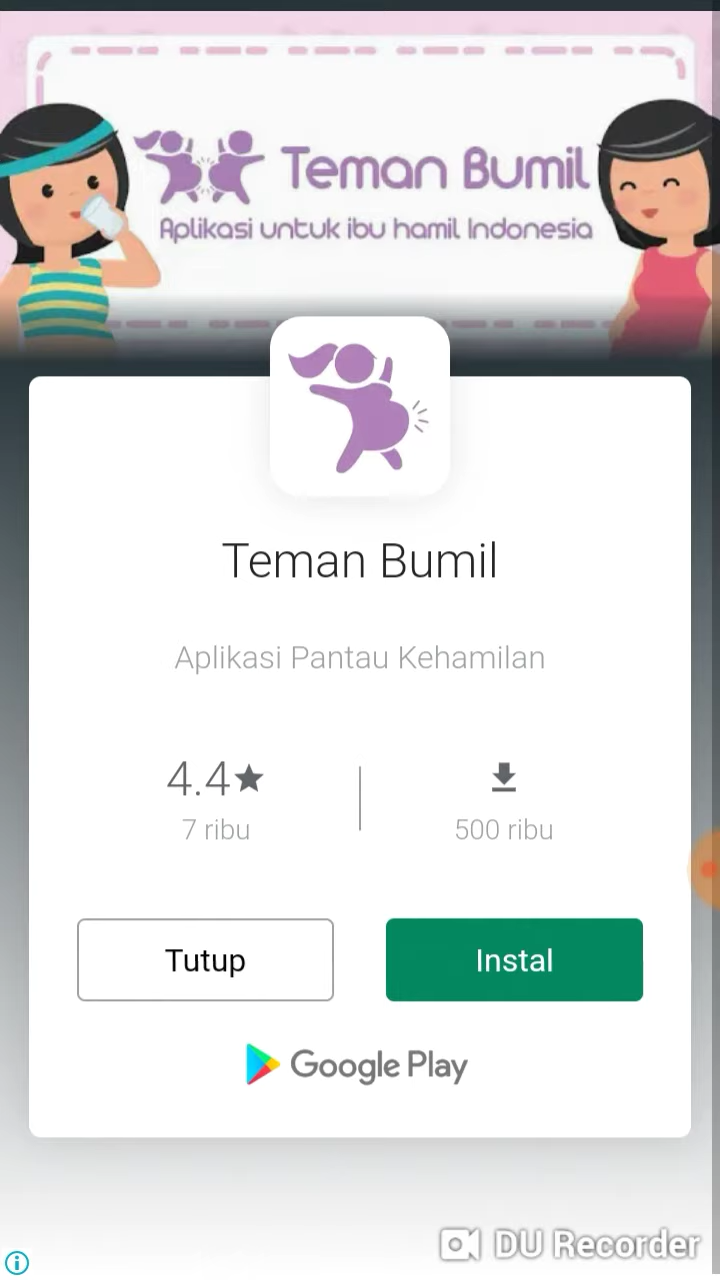 Teman Bumil
Aplikasi untuk ibu hamil Indonesia
Teman Bumil
Aplikasi Pantau Kehamilan
4.4★
7 ribu
500 ribu
Tutup
Instal
Google Play
DU Recorder